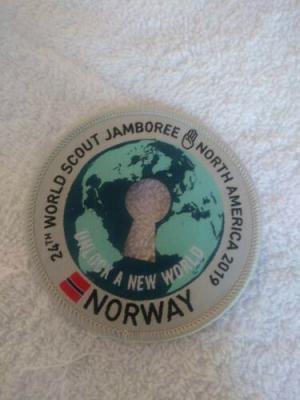 24TH WORLD SCOUT JAMBOREE NORTH AMERICA 2019
UNLOCK A NEW WORLD
NORWAY